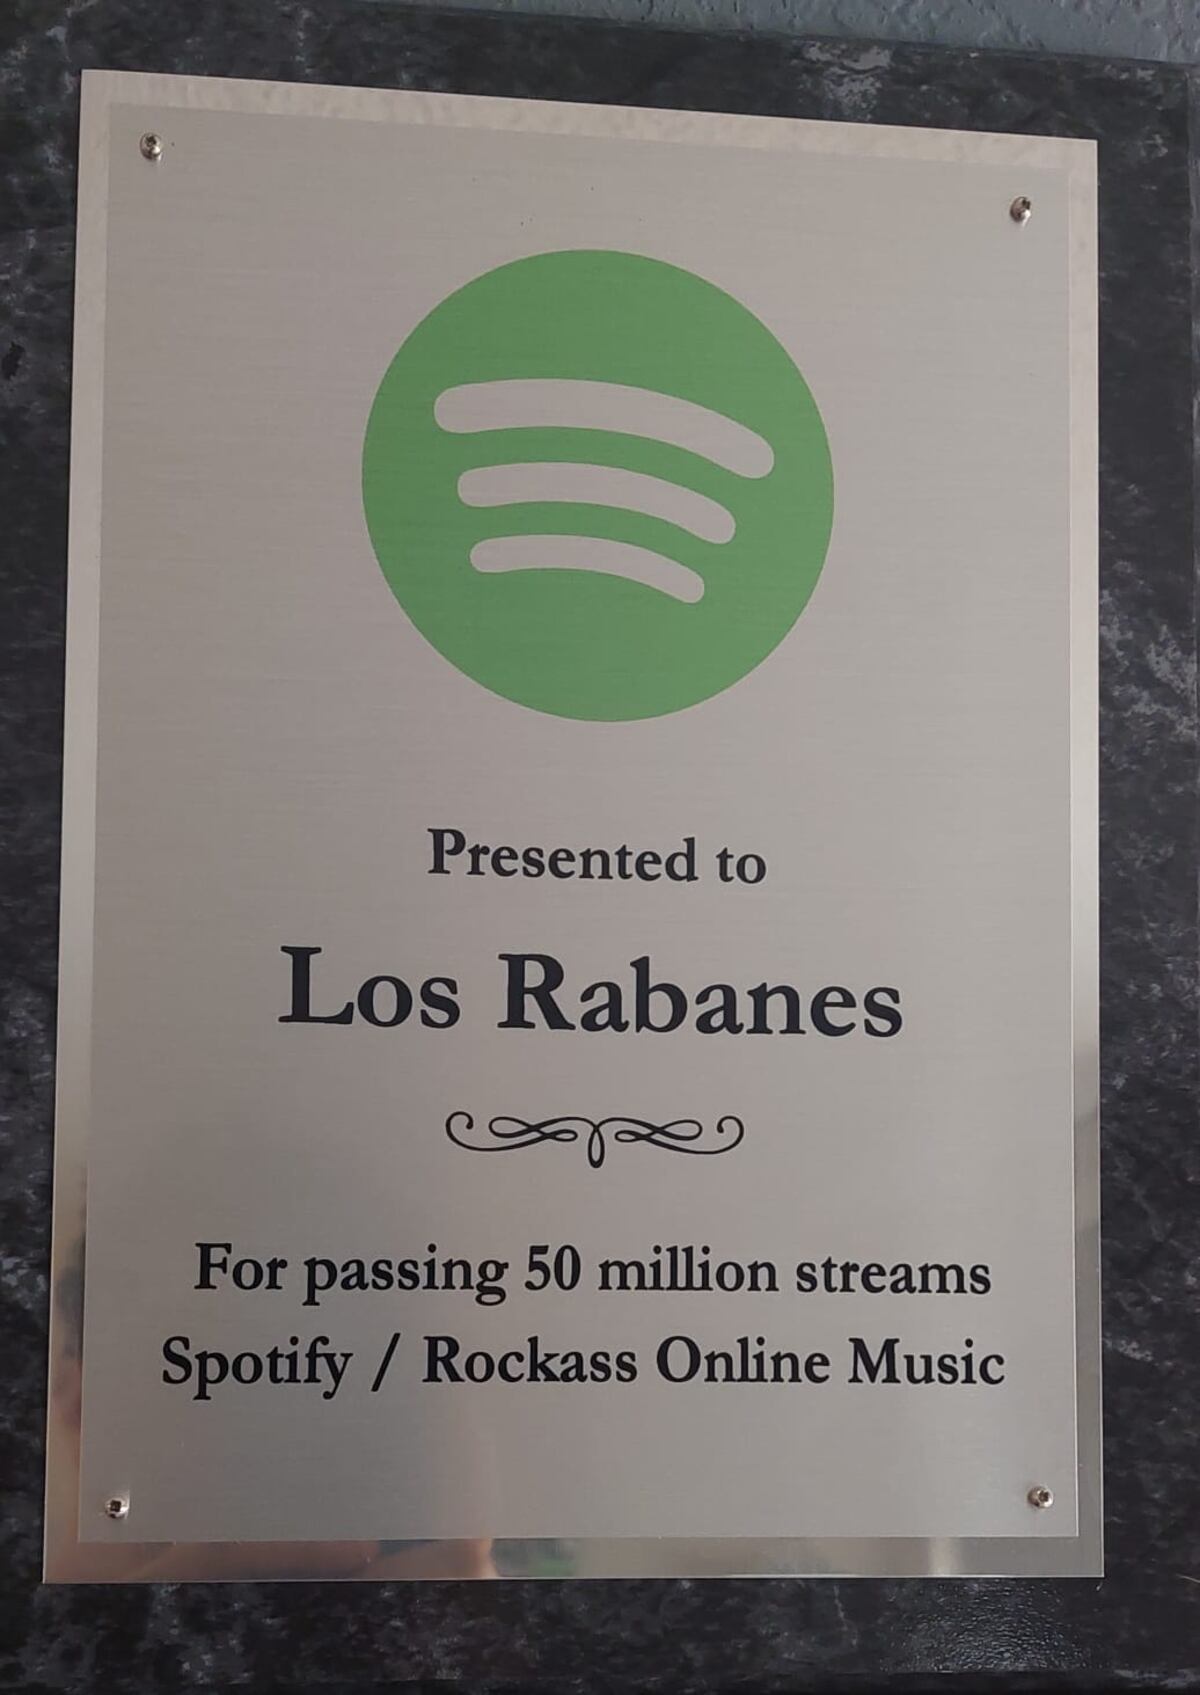 Presented to
Los Rabanes
For passing 50 million streams
Spotify / Rockass Online Music